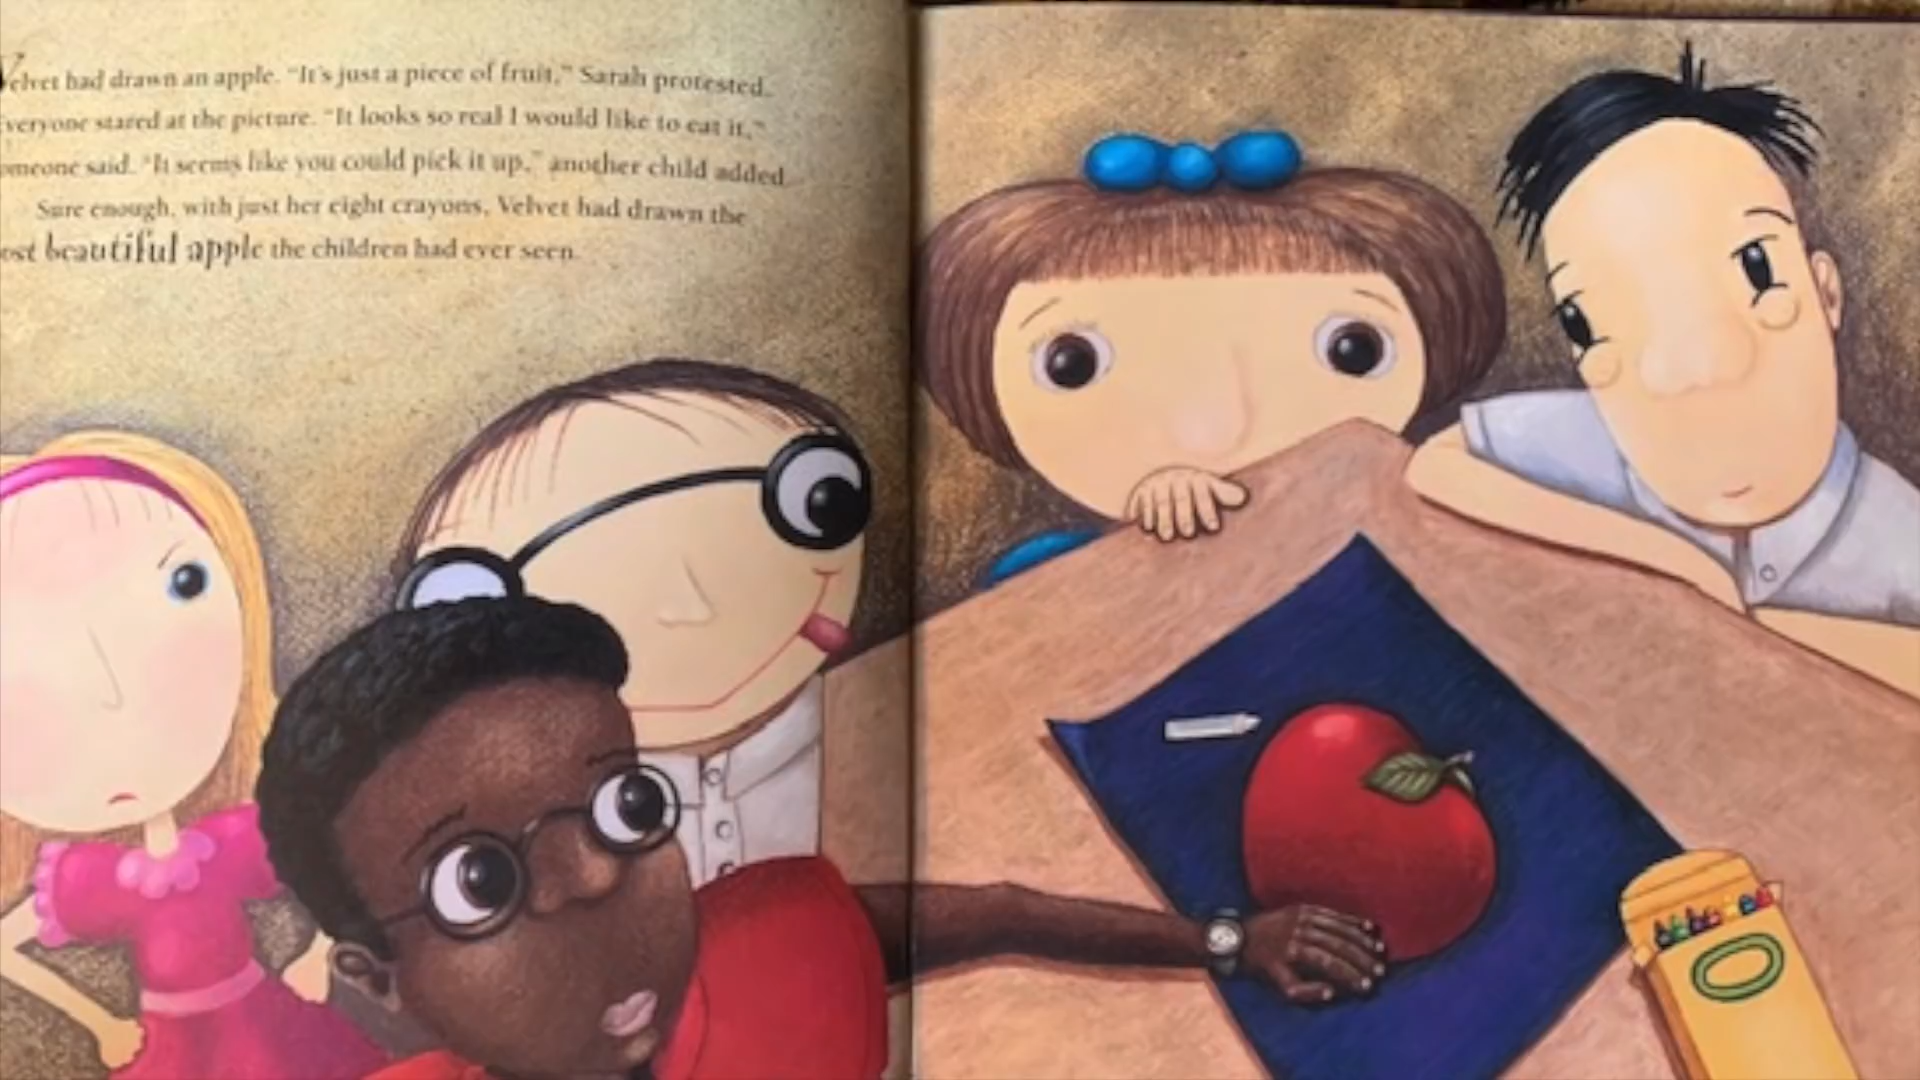 Velvet had drawn an apple. "It's just a piece of fruit," Sarah protested.
veryone stared at the picture. "It looks so real I would like to eat it,"
omeone said. "It seems like you could pick it up," another child added
Sure enough, with just her eight crayons, Velvet had drawn the
ost beautiful apple the children had ever seen.